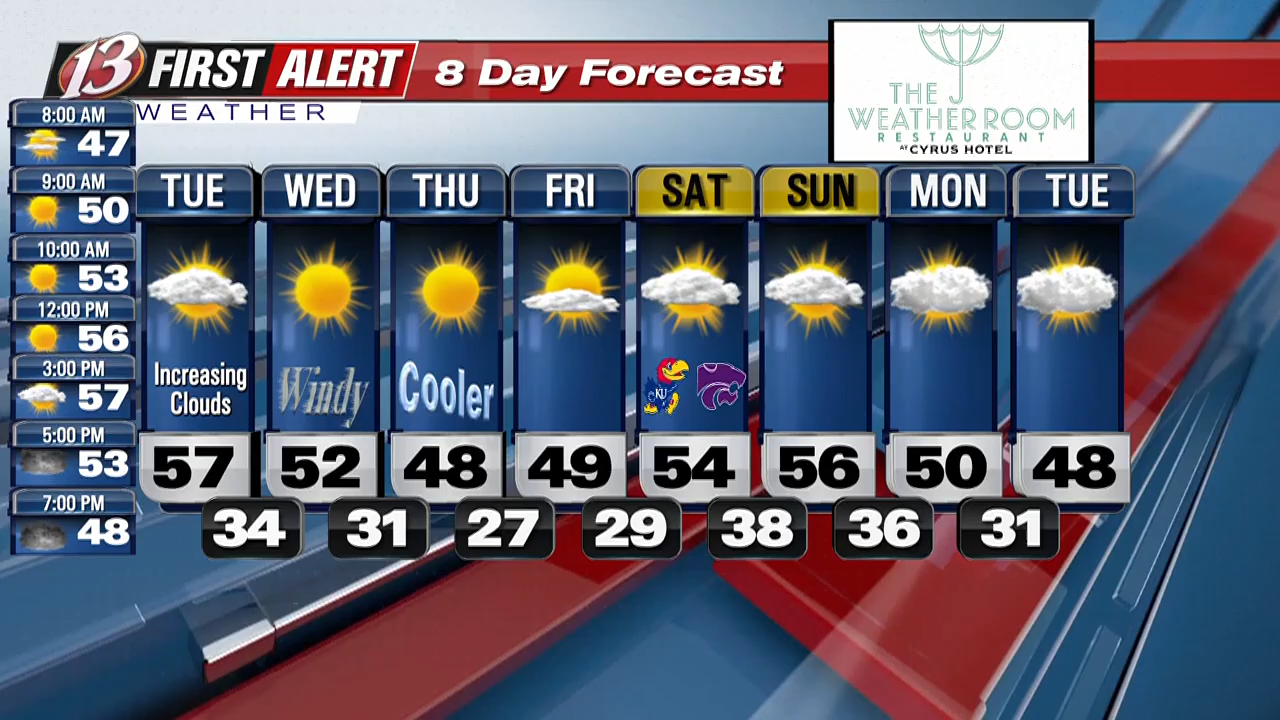 13 FIRST ALERT
WEATHER
8 Day Forecast
THE
WEATHER ROOM
RESTAURANT
AT CYRUS HOTEL
8:00 AM
47
9:00 AM
50
10:00 AM
53
12:00 PM
56
3:00 PM
57
5:00 PM
53
7:00 PM
48
TUE WED THU FRI SAT SUN MON TUE
Increasing
Clouds
Windy
Cooler
KU
57 52 48 49 54 56 50 48
34 31 27 29 38 36 31